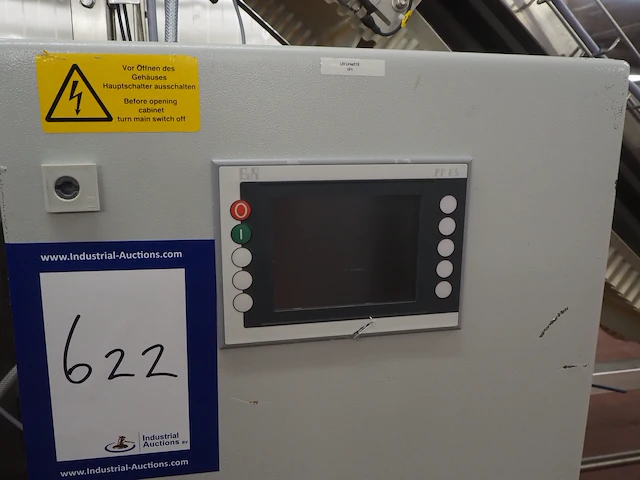 Vor Öffnen des
Gehäuses
Hauptschalter ausschalten
Before opening
cabinet
turn main switch off
O
I
www.Industrial-Auctions.com
622
Industrial
Auctions BV
www.Industrial-Auctions.com